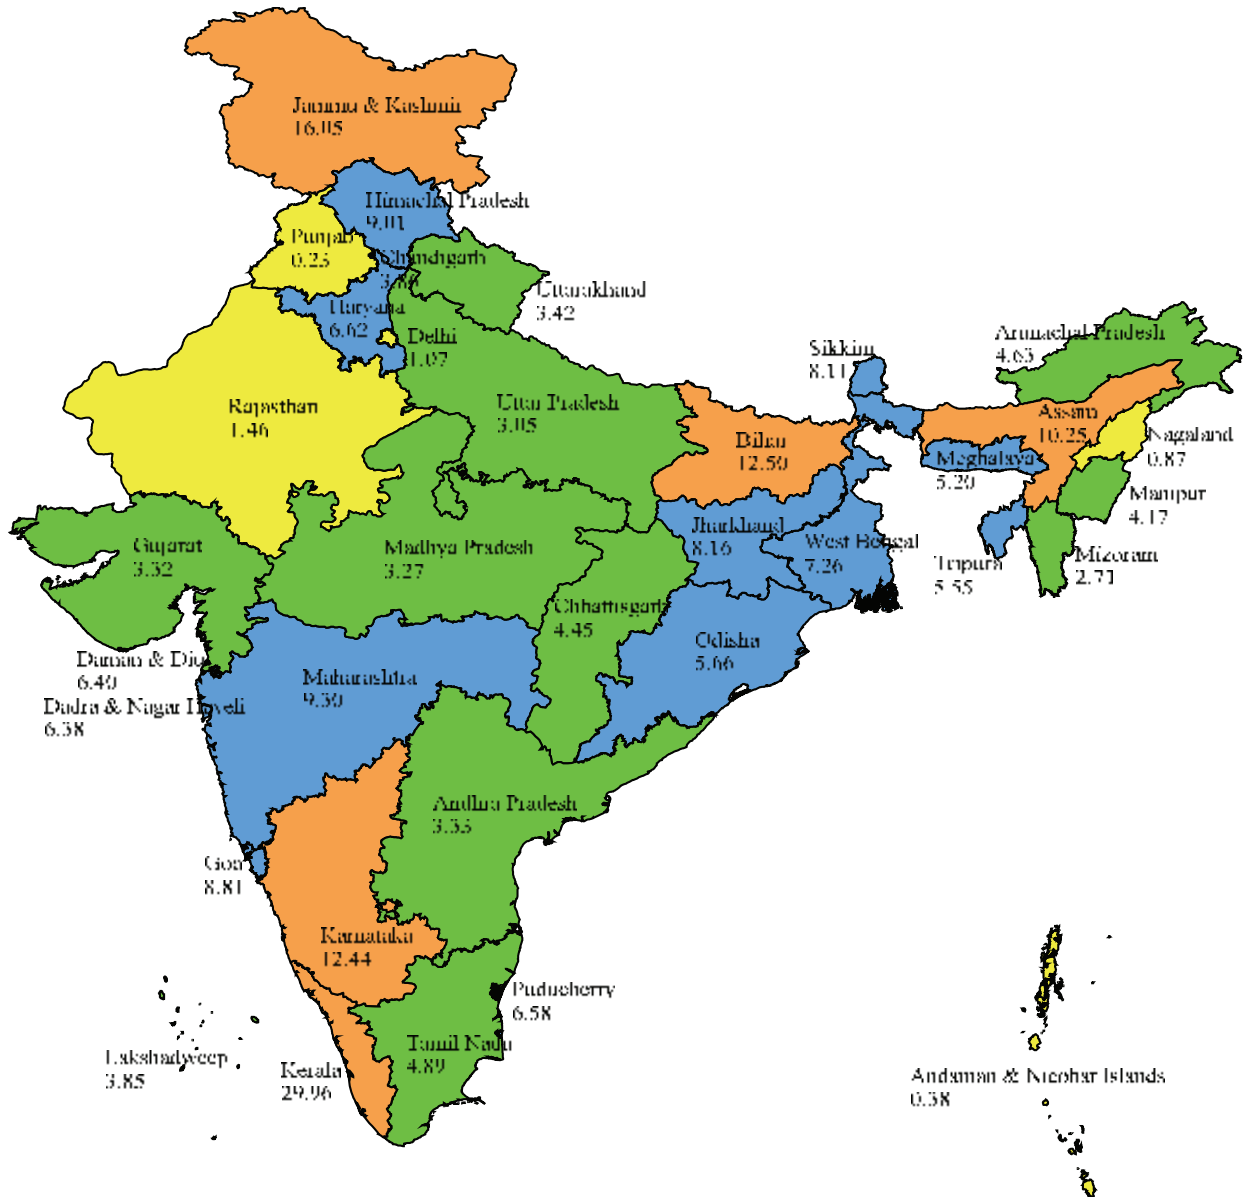 Jammu & Kashmir
16.05
Himachal Pradesh
9.01
Punjab
0.23
Chandigarh
3.86
Uttarakhand
3.42
Haryana
6.62
Delhi
1.07
Arunachal Pradesh
4.63
Sikkim
8.11
Rajasthan
1.46
Uttar Pradesh
3.05
Bihar
12.50
Assam
10.25
Nagaland
0.87
Meghalaya
5.20
Manipur
4.17
Gujarat
3.32
Madhya Pradesh
3.27
Jharkhand
8.16
West Bengal
7.26
Tripura
5.55
Mizoram
2.71
Chhattisgarh
4.45
Odisha
5.66
Daman & Diu
6.40
Dadra & Nagar Haveli
6.38
Maharashtra
9.30
Andhra Pradesh
3.33
Goa
8.81
Karnataka
12.44
Puducherry
6.58
Tamil Nadu
4.89
Lakshadweep
3.85
Kerala
29.96
Andaman & Nicobar Islands
0.38